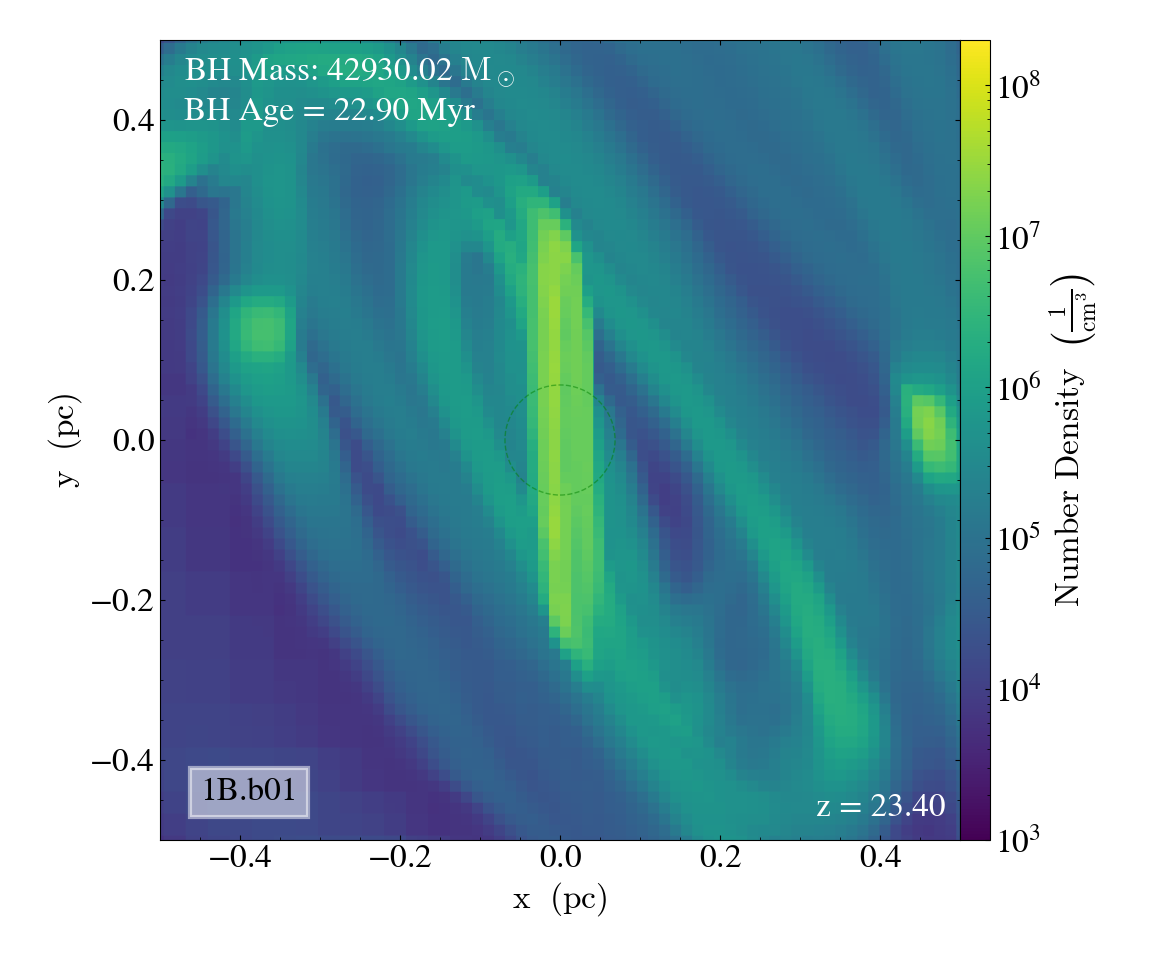 BH Mass: 42930.02 M☉
BH Age = 22.90 Myr
1B.b01
z = 23.40
0.4
0.2
0.0
−0.2
−0.4
y (pc)
−0.4 −0.2 0.0 0.2 0.4
x (pc)
10⁸
10⁷
10⁶
10⁵
10⁴
10³
Number Density (1/cm³)